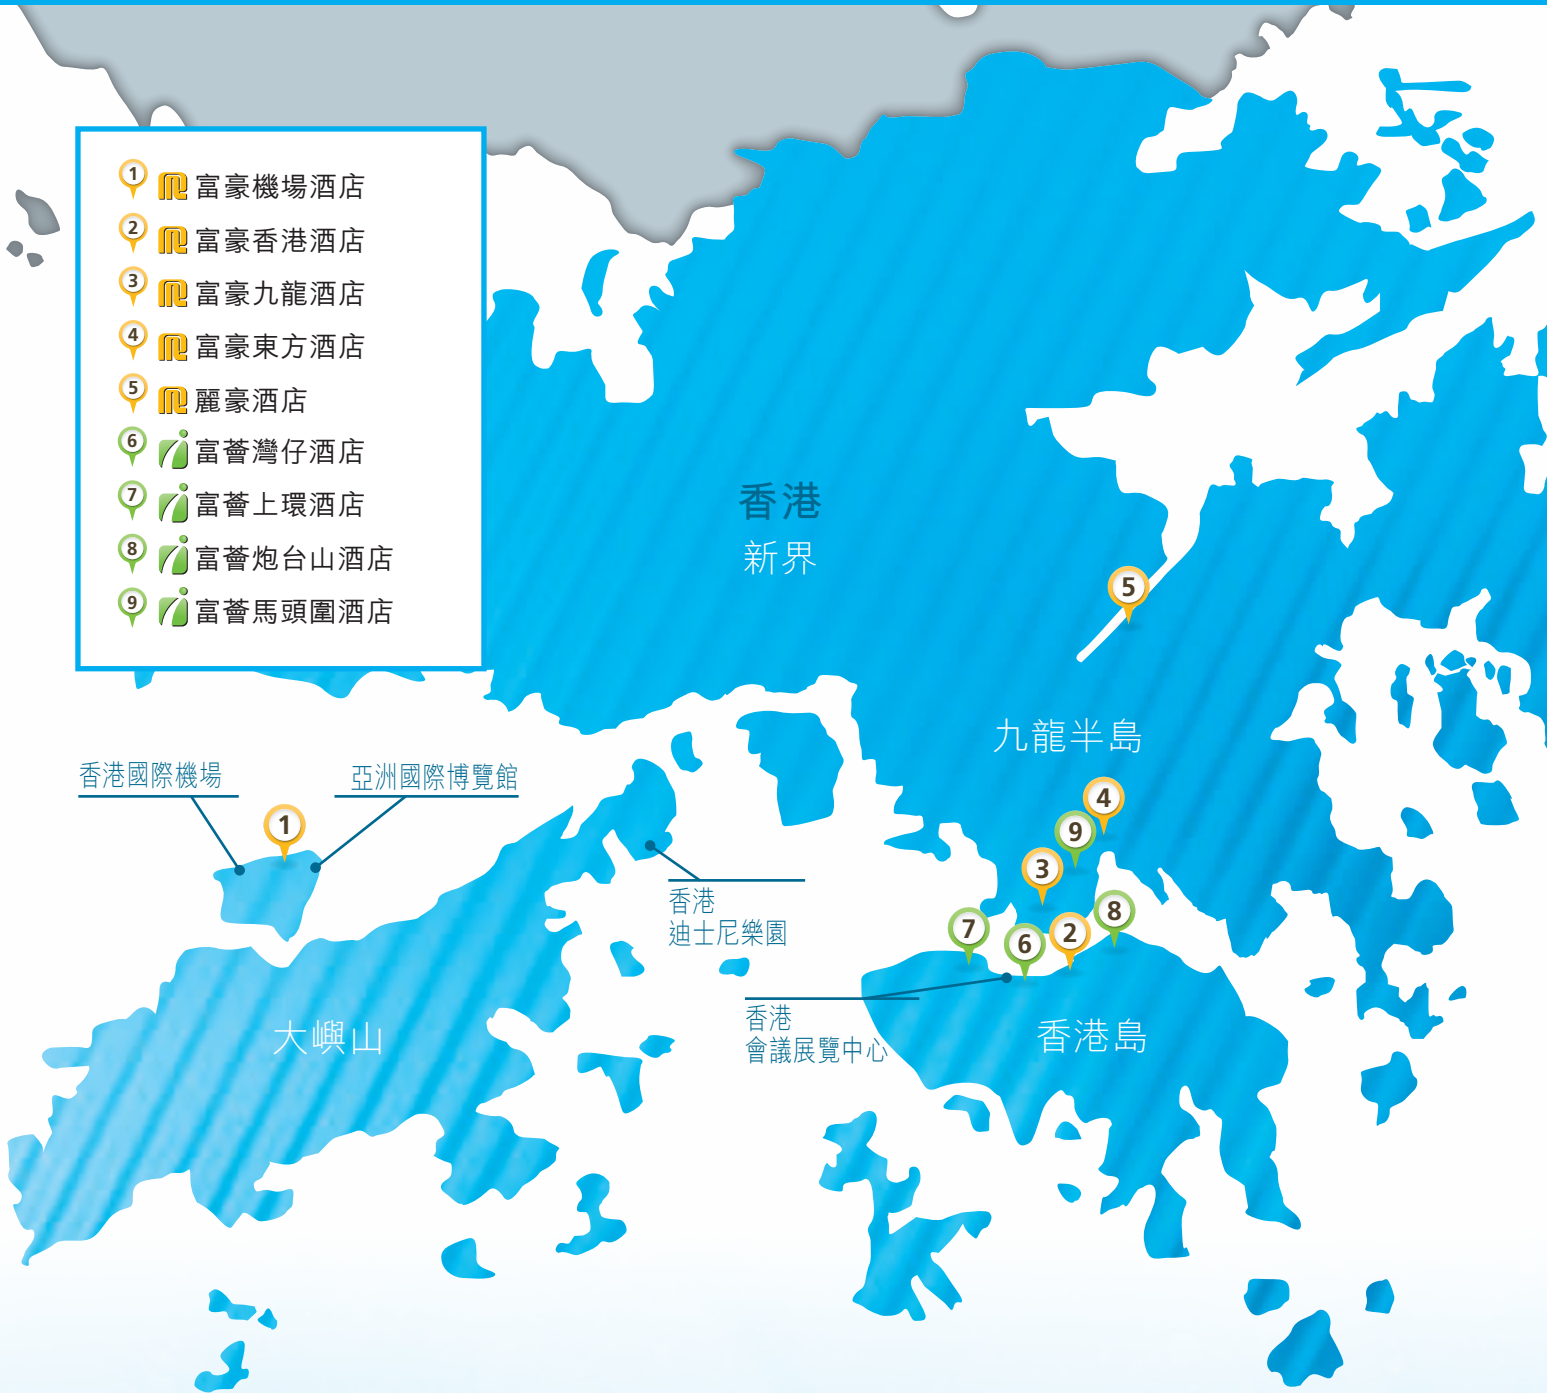 1 富豪機場酒店
2 富豪香港酒店
3 富豪九龍酒店
4 富豪東方酒店
5 麗豪酒店
6 富薈灣仔酒店
7 富薈上環酒店
8 富薈炮台山酒店
9 富薈馬頭圍酒店
香港
新界
5
九龍半島
香港國際機場
亞洲國際博覽館
1
4
9
3
香港
迪士尼樂園
8
7
6
2
香港
會議展覽中心
大嶼山
香港島